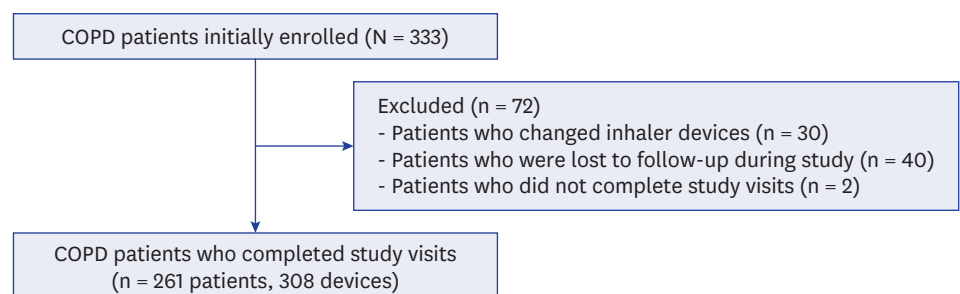 COPD patients initially enrolled (N = 333)
Excluded (n = 72)
- Patients who changed inhaler devices (n = 30)
- Patients who were lost to follow-up during study (n = 40)
- Patients who did not complete study visits (n = 2)
COPD patients who completed study visits
(n = 261 patients, 308 devices)